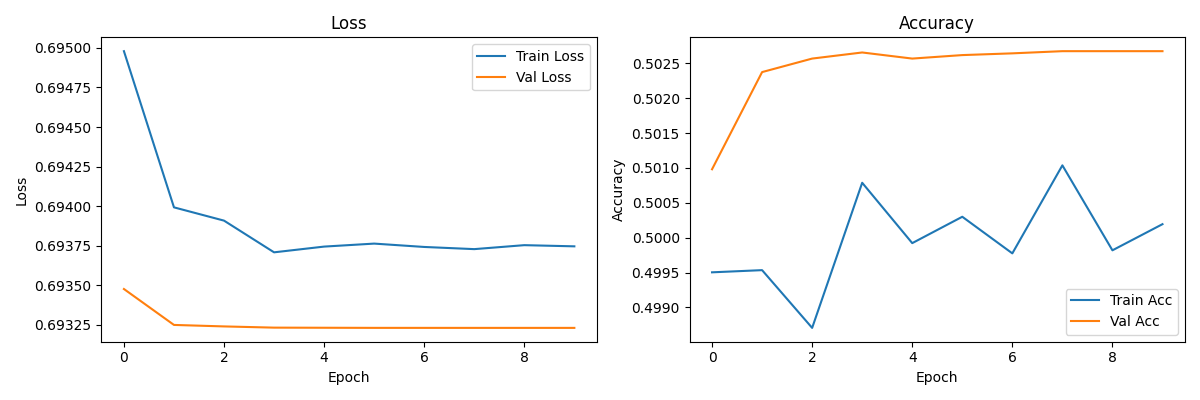 Loss
0.69500
0.69475
0.69450
0.69425
0.69400
0.69375
0.69350
0.69325
Loss
0 2 4 6 8
Epoch
Train Loss
Val Loss
Accuracy
0.5025
0.5020
0.5015
0.5010
0.5005
0.5000
0.4995
0.4990
Accuracy
0 2 4 6 8
Epoch
Train Acc
Val Acc